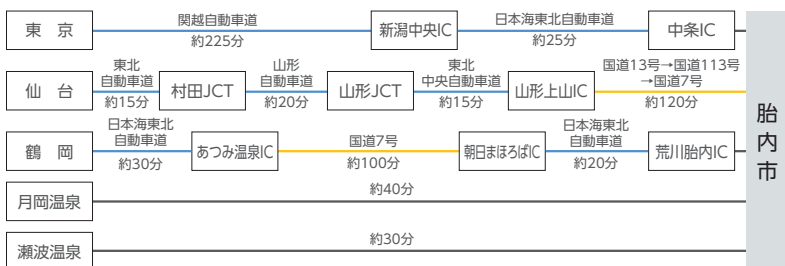 東 京
関越自動車道
約225分
新潟中央IC
日本海東北自動車道
約25分
中条IC
仙 台
東北
自動車道
約15分
村田JCT
山形
自動車道
約20分
山形JCT
東北
中央自動車道
約15分
山形上山IC
国道13号→国道113号
→国道7号
約120分
鶴 岡
日本海東北
自動車道
約30分
あつみ温泉IC
国道7号
約100分
朝日まほろばIC
日本海東北
自動車道
約20分
荒川胎内IC
月岡温泉
約40分
瀬波温泉
約30分
胎内市